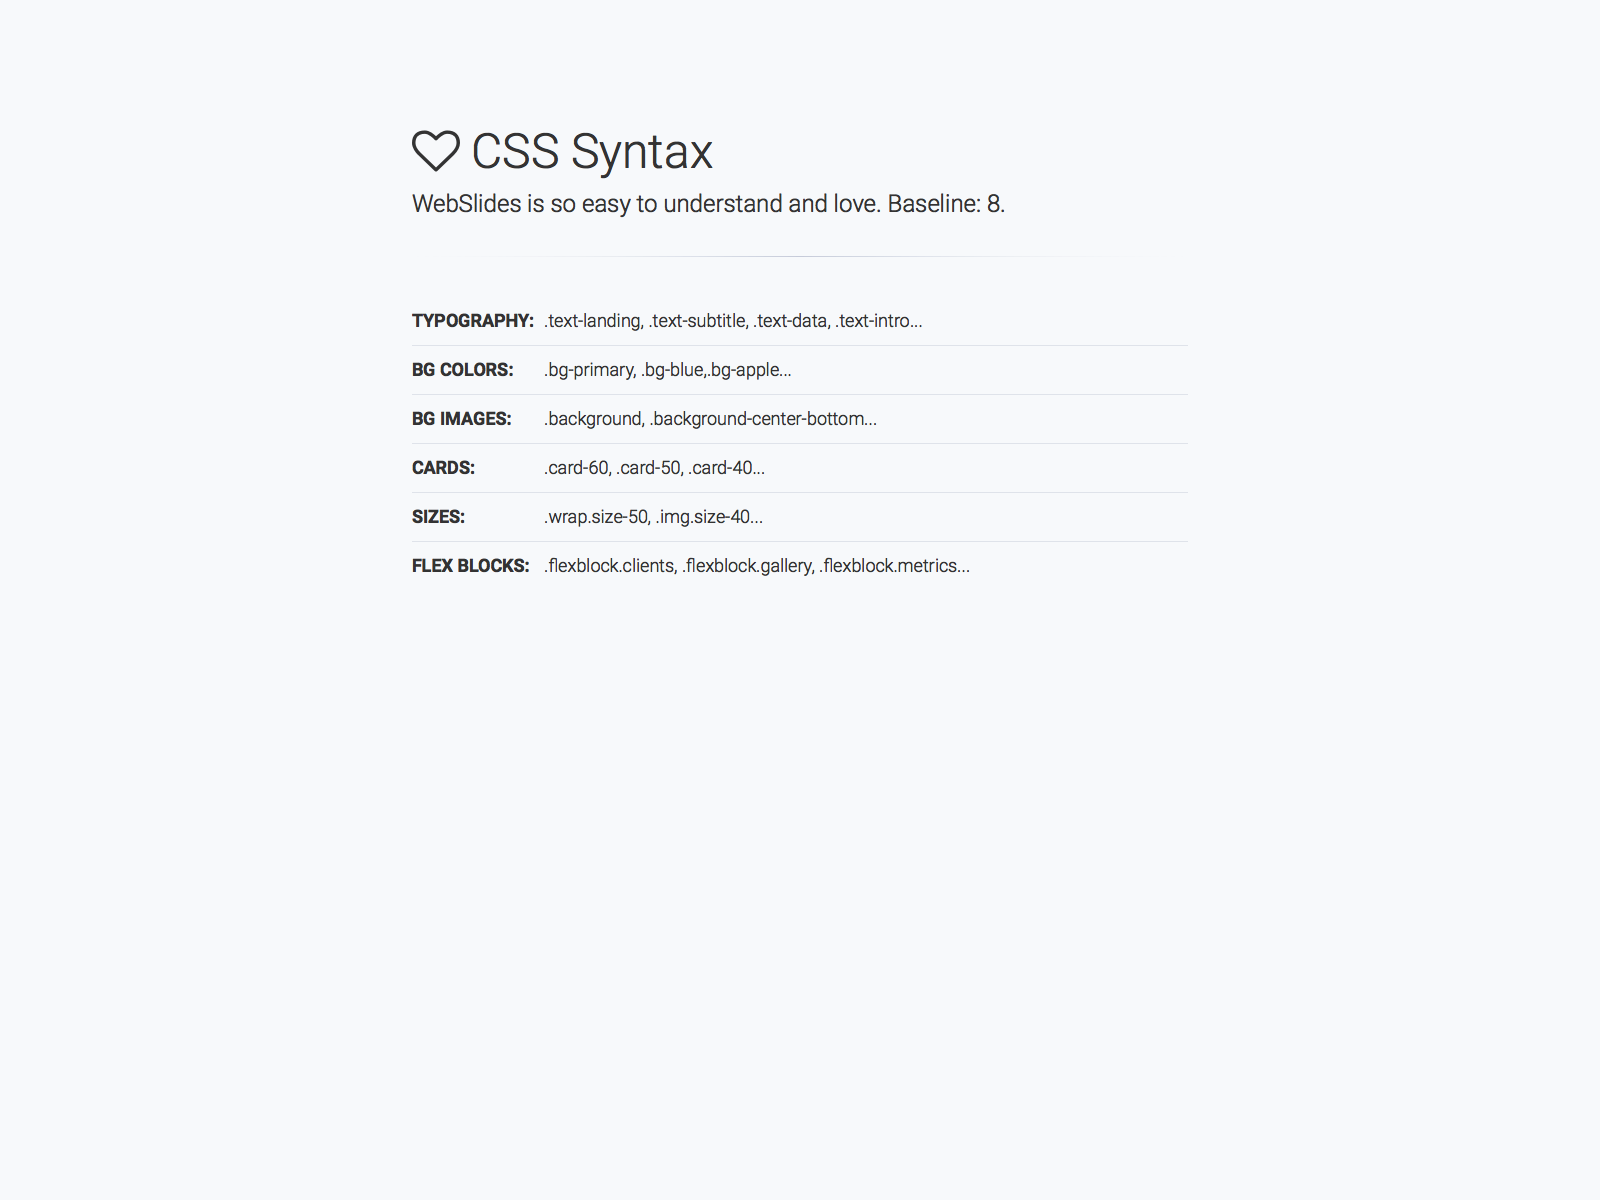 CSS Syntax
WebSlides is so easy to understand and love. Baseline: 8.
TYPOGRAPHY: .text-landing, .text-subtitle, .text-data, .text-intro...
BG COLORS: .bg-primary, .bg-blue,.bg-apple...
BG IMAGES: .background, .background-center-bottom...
CARDS: .card-60, .card-50, .card-40...
SIZES: .wrap.size-50, .img.size-40...
FLEX BLOCKS: .flexblock.clients, .flexblock.gallery, .flexblock.metrics...